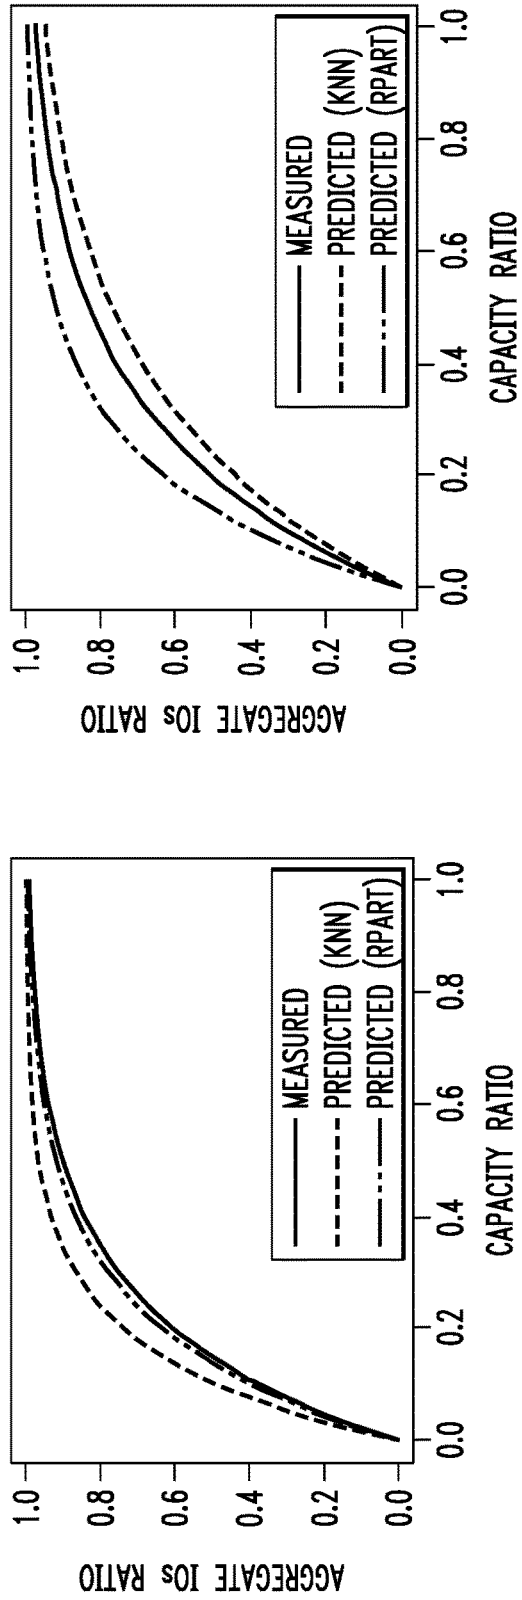 AGGREGATE IOs RATIO
1.0
0.8
0.6
0.4
0.2
0.0
MEASURED
PREDICTED (KNN)
PREDICTED (RPART)
0.0 0.2 0.4 0.6 0.8 1.0
CAPACITY RATIO
AGGREGATE IOs RATIO
1.0
0.8
0.6
0.4
0.2
0.0
MEASURED
PREDICTED (KNN)
PREDICTED (RPART)
0.0 0.2 0.4 0.6 0.8 1.0
CAPACITY RATIO